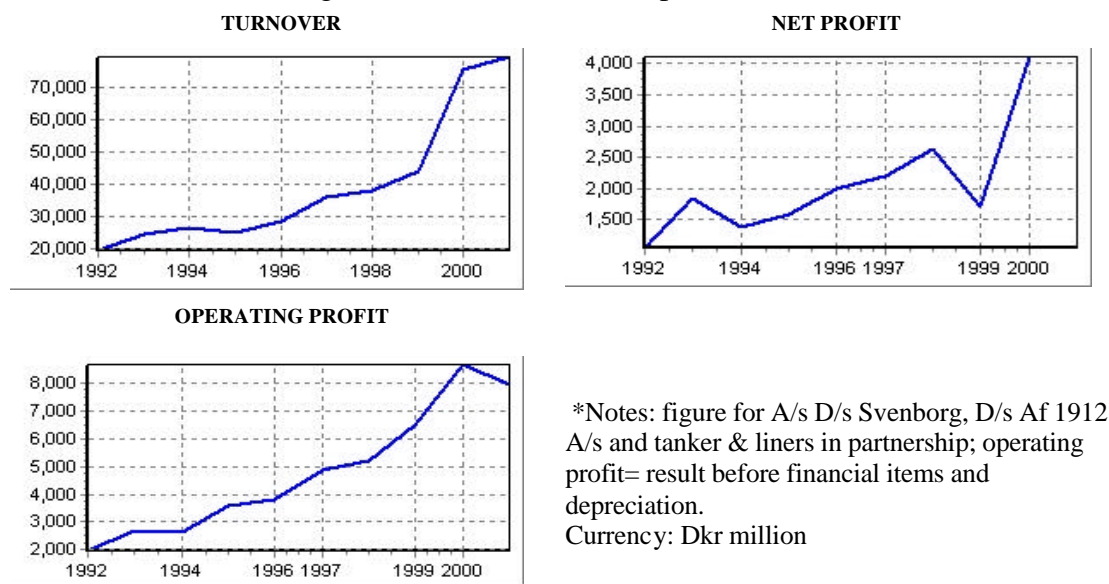 TURNOVER
70,000
60,000
50,000
40,000
30,000
20,000
1992 1994 1996 1998 2000
NET PROFIT
4,000
3,500
3,000
2,500
2,000
1,500
1992 1994 1996 1997 1999 2000
OPERATING PROFIT
8,000
7,000
6,000
5,000
4,000
3,000
2,000
1992 1994 1996 1997 1999 2000
*Notes: figure for A/s D/s Svenborg, D/s Af 1912
A/s and tanker & liners in partnership; operating
profit= result before financial items and
depreciation.
Currency: Dkr million